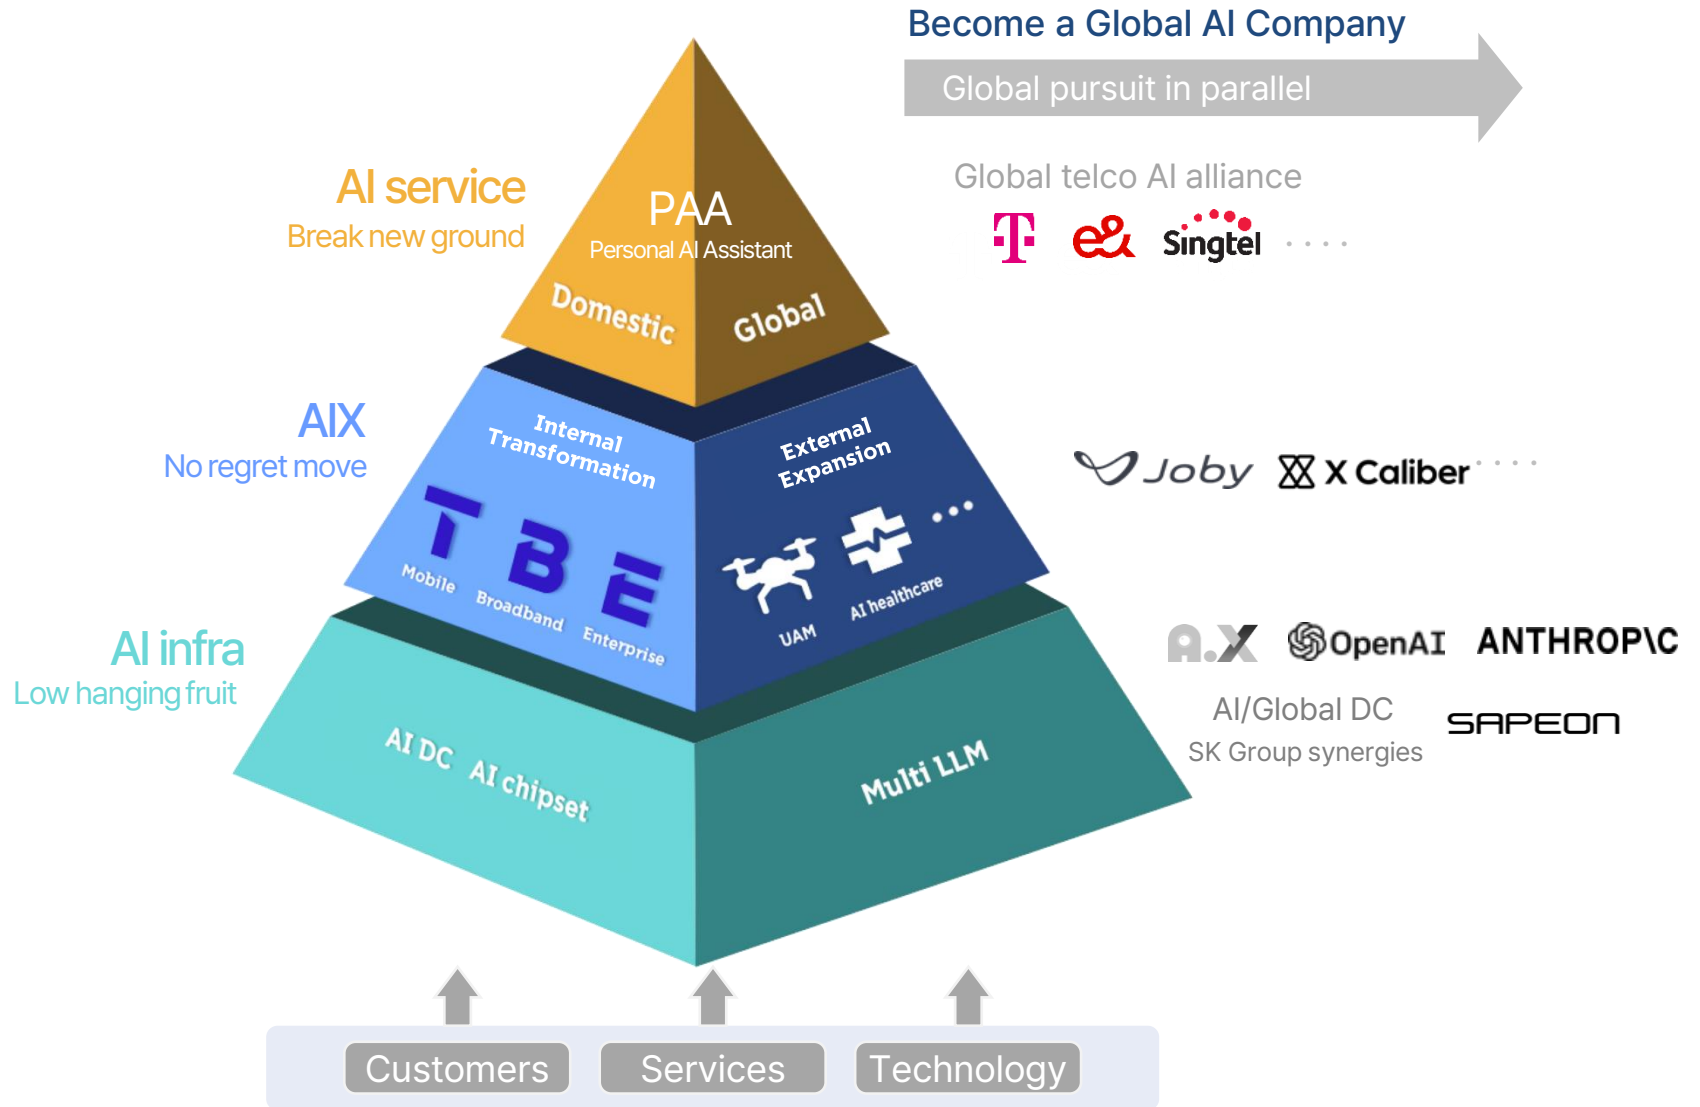 Become a Global AI Company
Global pursuit in parallel
AI service
Break new ground
PAA
Personal AI Assistant
Domestic
Global
Global telco AI alliance
T
e&
Singtel
....
AIX
No regret move
Internal
Transformation
T
Mobile
B
Broadband
E
Enterprise
External
Expansion
UAM
AI healthcare
...
Joby
X Caliber
....
AI infra
Low hanging fruit
AI DC AI chipset
Multi LLM
A.X
OpenAI
ANTHROP\C
AI/Global DC
SK Group synergies
SAPEON
Customers
Services
Technology